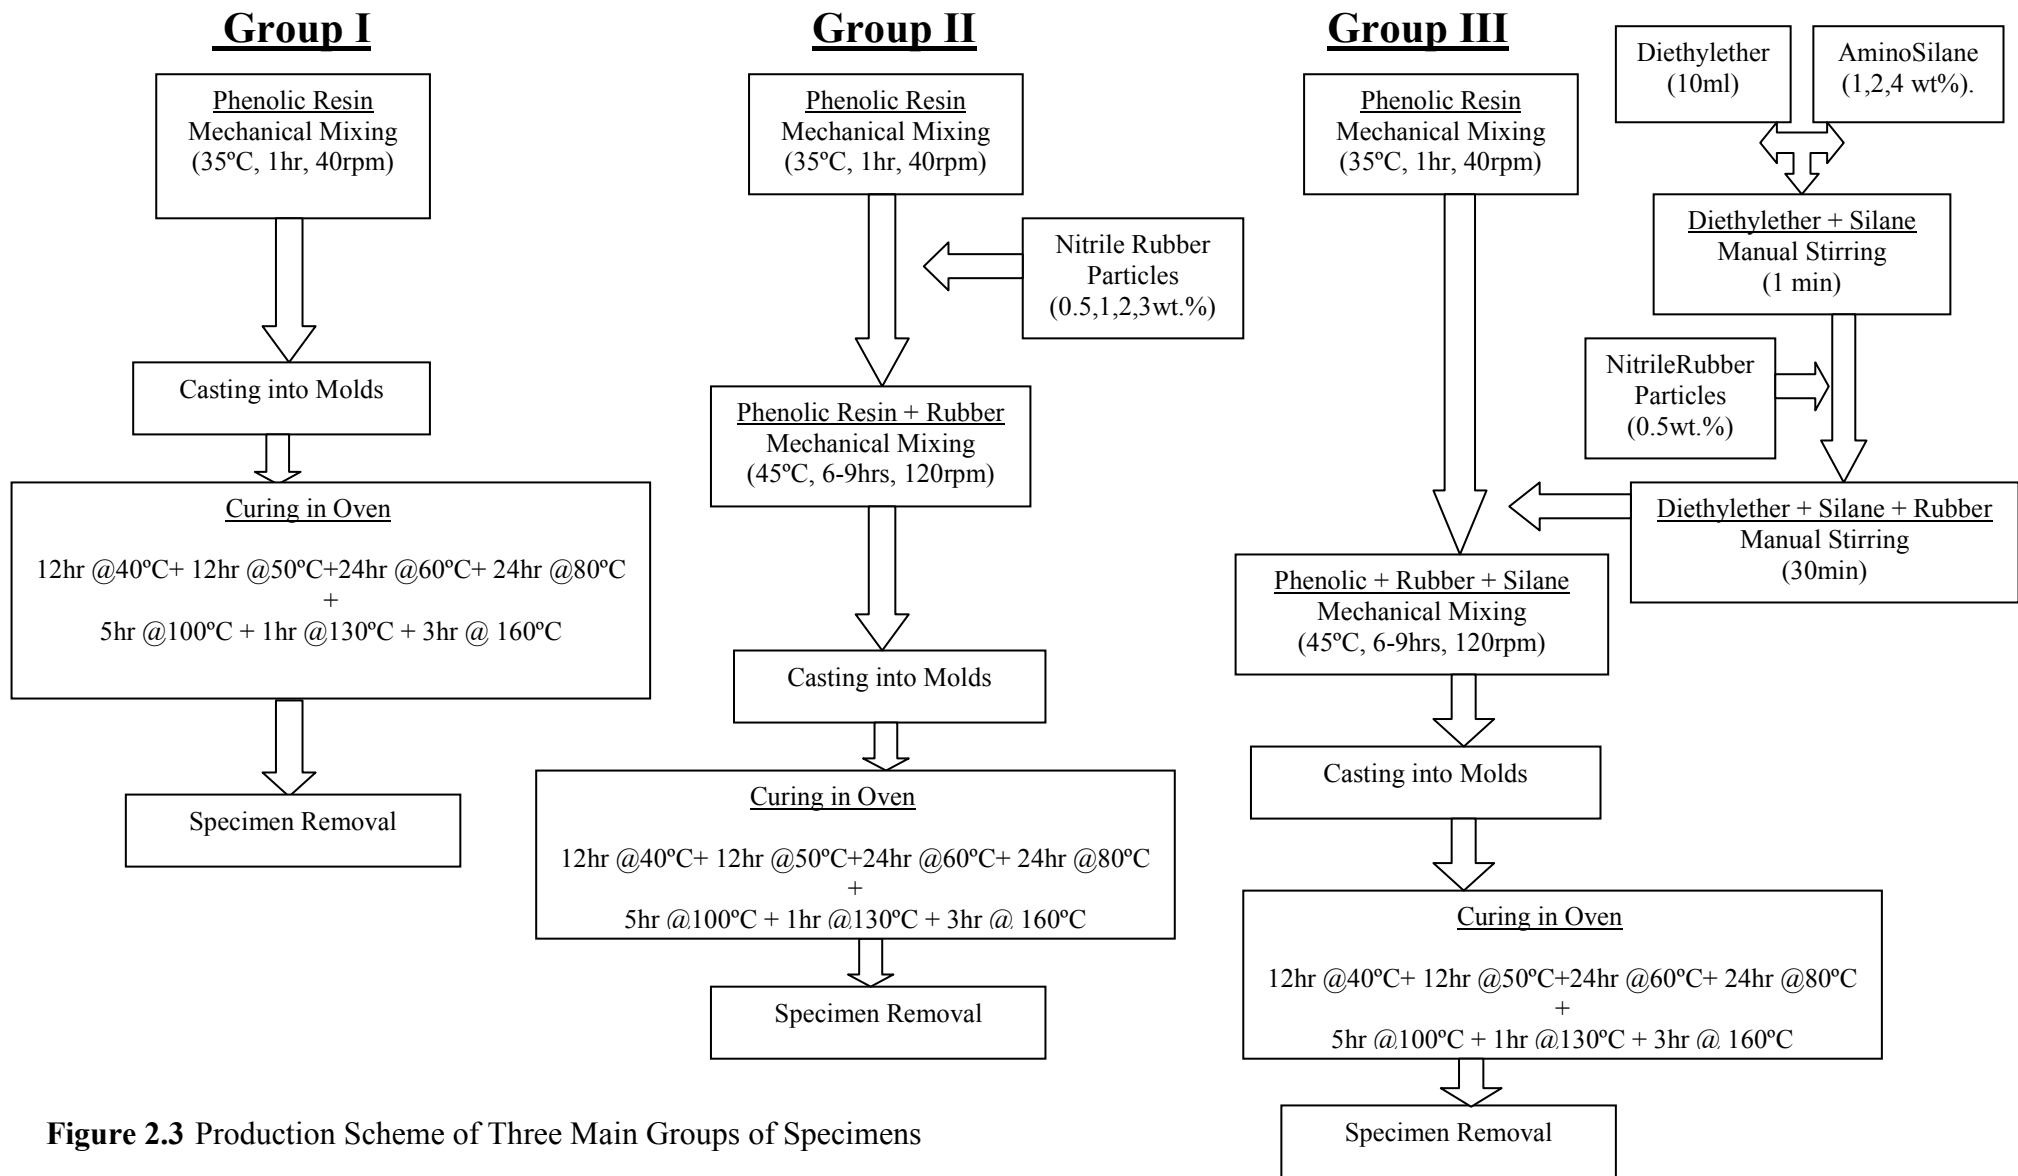 Group I
Phenolic Resin
Mechanical Mixing
(35ºC, 1hr, 40rpm)
Casting into Molds
Curing in Oven
12hr @40ºC+ 12hr @50ºC+24hr @60ºC+ 24hr @80ºC
+
5hr @100ºC + 1hr @130ºC + 3hr @ 160ºC
Specimen Removal
Group II
Phenolic Resin
Mechanical Mixing
(35ºC, 1hr, 40rpm)
Nitrile Rubber
Particles
(0.5,1,2,3wt.%)
Phenolic Resin + Rubber
Mechanical Mixing
(45ºC, 6-9hrs, 120rpm)
Casting into Molds
Curing in Oven
12hr @40ºC+ 12hr @50ºC+24hr @60ºC+ 24hr @80ºC
+
5hr @100ºC + 1hr @130ºC + 3hr @ 160ºC
Specimen Removal
Group III
Phenolic Resin
Mechanical Mixing
(35ºC, 1hr, 40rpm)
Diethylether
(10ml)
AminoSilane
(1,2,4 wt%).
Diethylether + Silane
Manual Stirring
(1 min)
NitrileRubber
Particles
(0.5wt.%)
Diethylether + Silane + Rubber
Manual Stirring
(30min)
Phenolic + Rubber + Silane
Mechanical Mixing
(45ºC, 6-9hrs, 120rpm)
Casting into Molds
Curing in Oven
12hr @40ºC+ 12hr @50ºC+24hr @60ºC+ 24hr @80ºC
+
5hr @100ºC + 1hr @130ºC + 3hr @ 160ºC
Specimen Removal
Figure 2.3 Production Scheme of Three Main Groups of Specimens